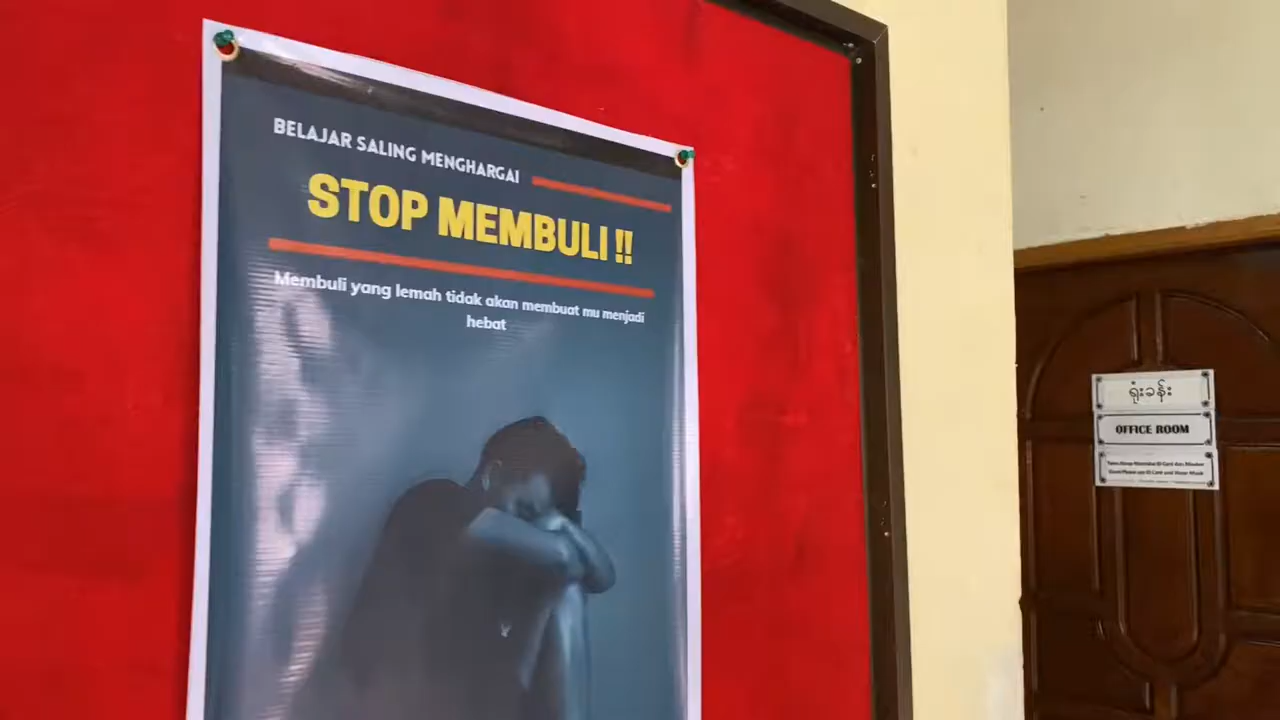 BELAJAR SALING MENGHARGAI
STOP MEMBULI !!
Membuli yang lemah tidak akan membuat mu menjadi
hebat
ရုံးခန်း
OFFICE ROOM